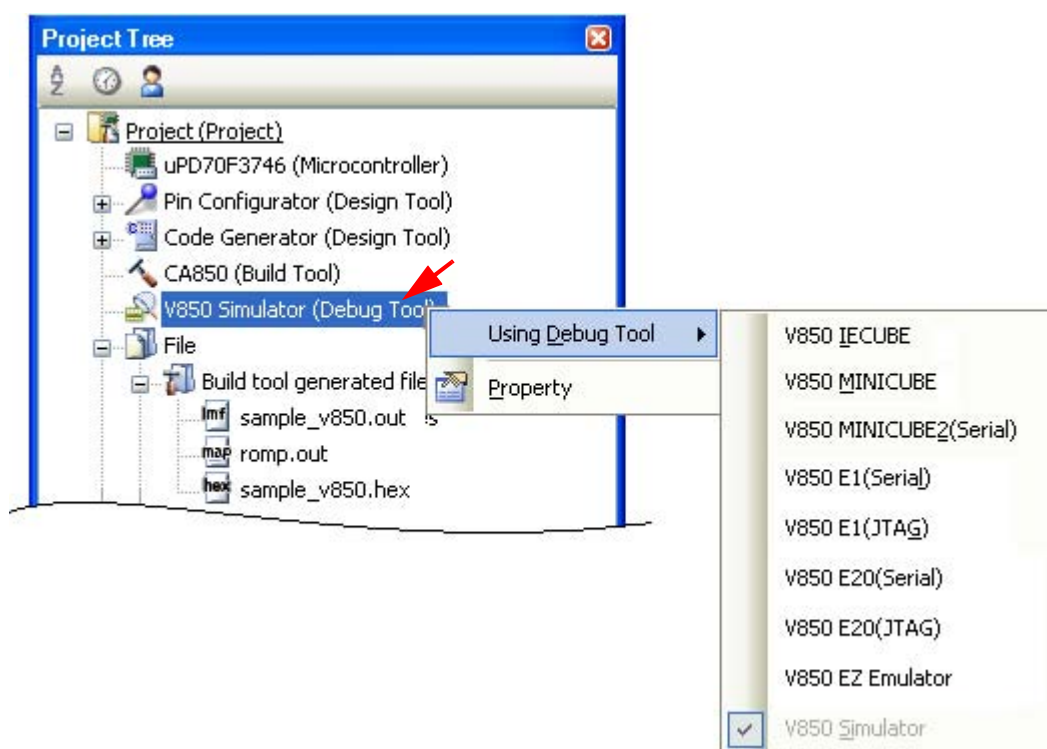 Project Tree
Project (Project)
uPD70F3746 (Microcontroller)
Pin Configurator (Design Tool)
Code Generator (Design Tool)
CA850 (Build Tool)
V850 Simulator (Debug Tool)
File
Build tool generated file
s
sample_v850.out
romp.out
sample_v850.hex
lmf
map
hex
Using Debug Tool
Property
V850 IECUBE
V850 MINICUBE
V850 MINICUBE2(Serial)
V850 E1(Serial)
V850 E1(JTAG)
V850 E20(Serial)
V850 E20(JTAG)
V850 EZ Emulator
V850 Simulator